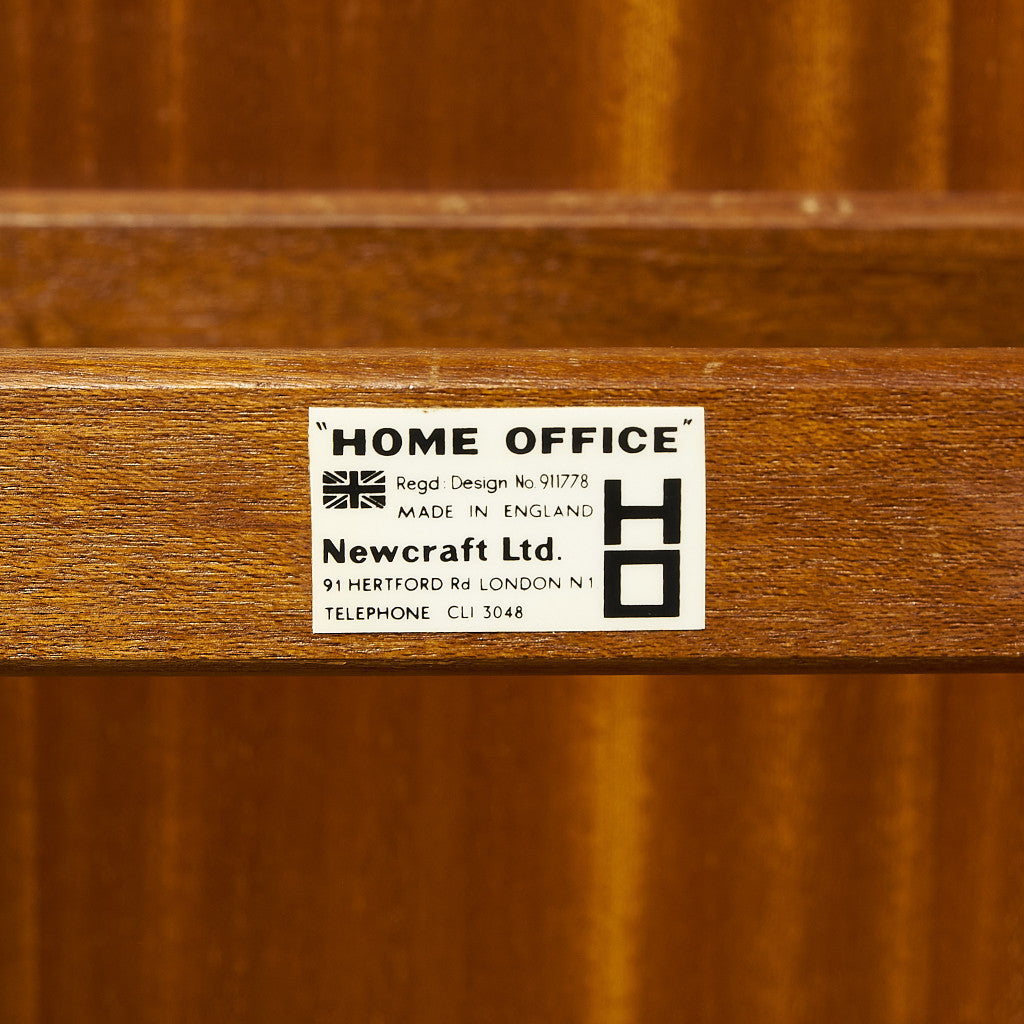 "HOME OFFICE"
Regd: Design No. 911778
MADE IN ENGLAND
Newcraft Ltd.
91 HERTFORD Rd LONDON N1
TELEPHONE CLI 3048
HO